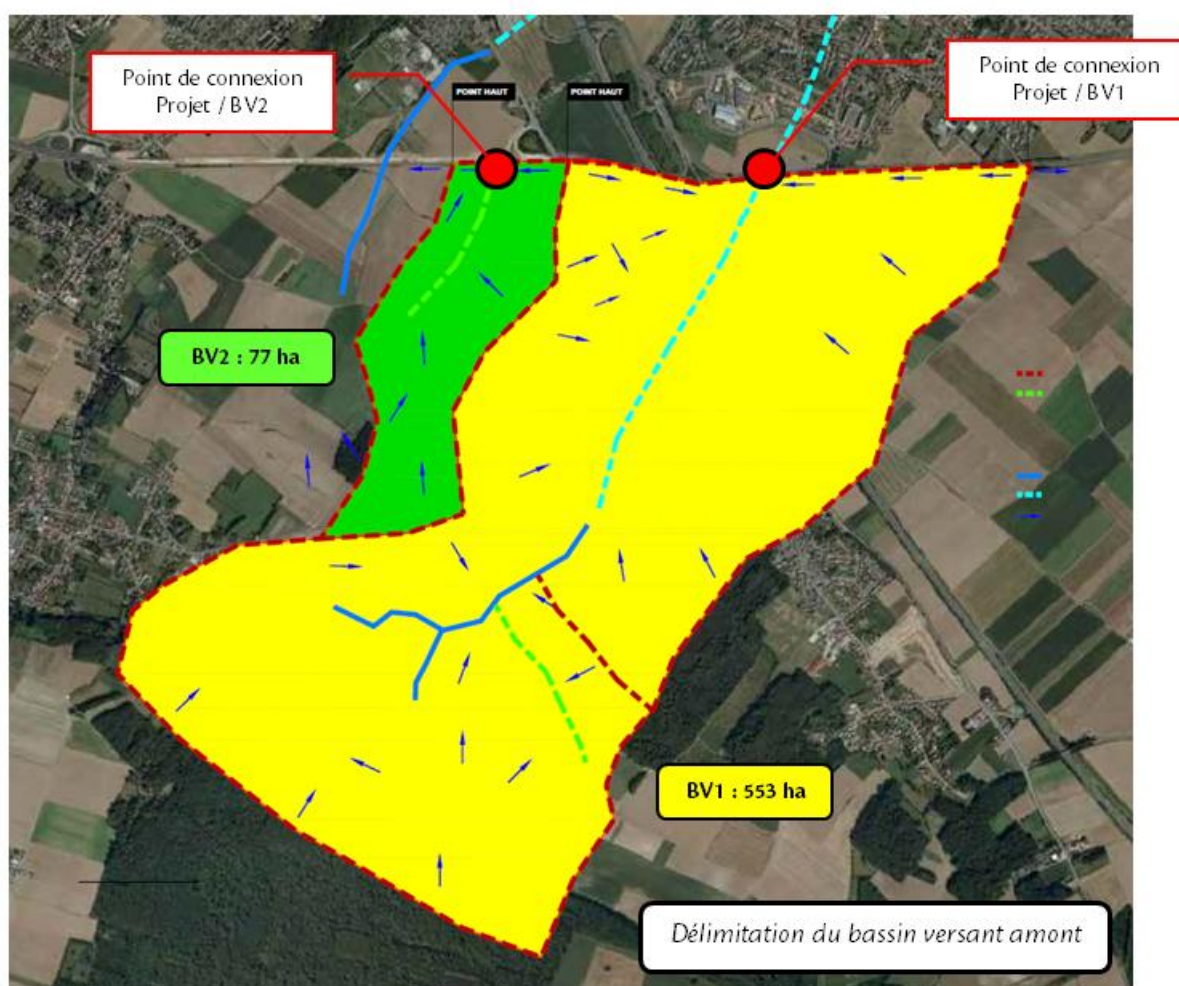 Point de connexion
Projet / BV2
POINT HAUT
POINT HAUT
Point de connexion
Projet / BV1
BV2 : 77 ha
BV1 : 553 ha
Délimitation du bassin versant amont